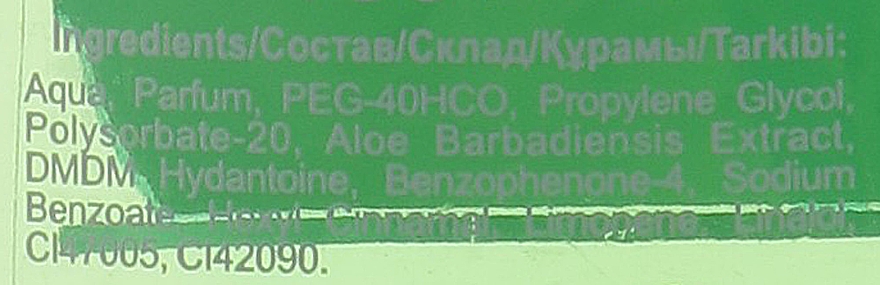 Ingredients/Состав/Склад/Құрамы/Tarkibi:
Aqua, Parfum, PEG-40HCO, Propylene Glycol,
Polysorbate-20, Aloe Barbadiensis Extract,
DMDM Hydantoine, Benzophenone-4, Sodium
Benzoate, Hexyl Cinnamal, Limonene, Linalol,
CI47005, CI42090.